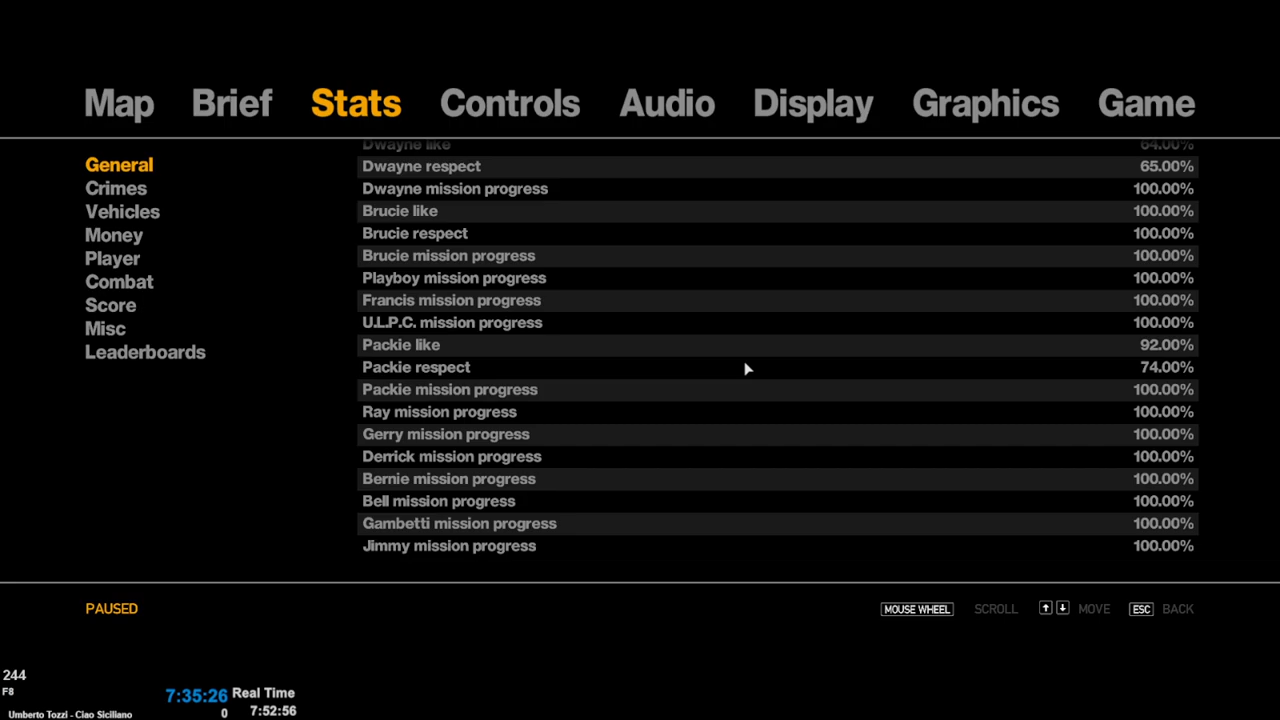 Map Brief Stats Controls Audio Display Graphics Game
General
Crimes
Vehicles
Money
Player
Combat
Score
Misc
Leaderboards
Dwayne like 64.00%
Dwayne respect 65.00%
Dwayne mission progress 100.00%
Brucie like 100.00%
Brucie respect 100.00%
Brucie mission progress 100.00%
Playboy mission progress 100.00%
Francis mission progress 100.00%
U.L.P.C. mission progress 100.00%
Packie like 92.00%
Packie respect 74.00%
Packie mission progress 100.00%
Ray mission progress 100.00%
Gerry mission progress 100.00%
Derrick mission progress 100.00%
Bernie mission progress 100.00%
Bell mission progress 100.00%
Gambetti mission progress 100.00%
Jimmy mission progress 100.00%
PAUSED
MOUSE WHEEL SCROLL MOVE ESC BACK
244
F8
7:35:26 Real Time
0 7:52:56
Umberto Tozzi - Ciao Siciliano